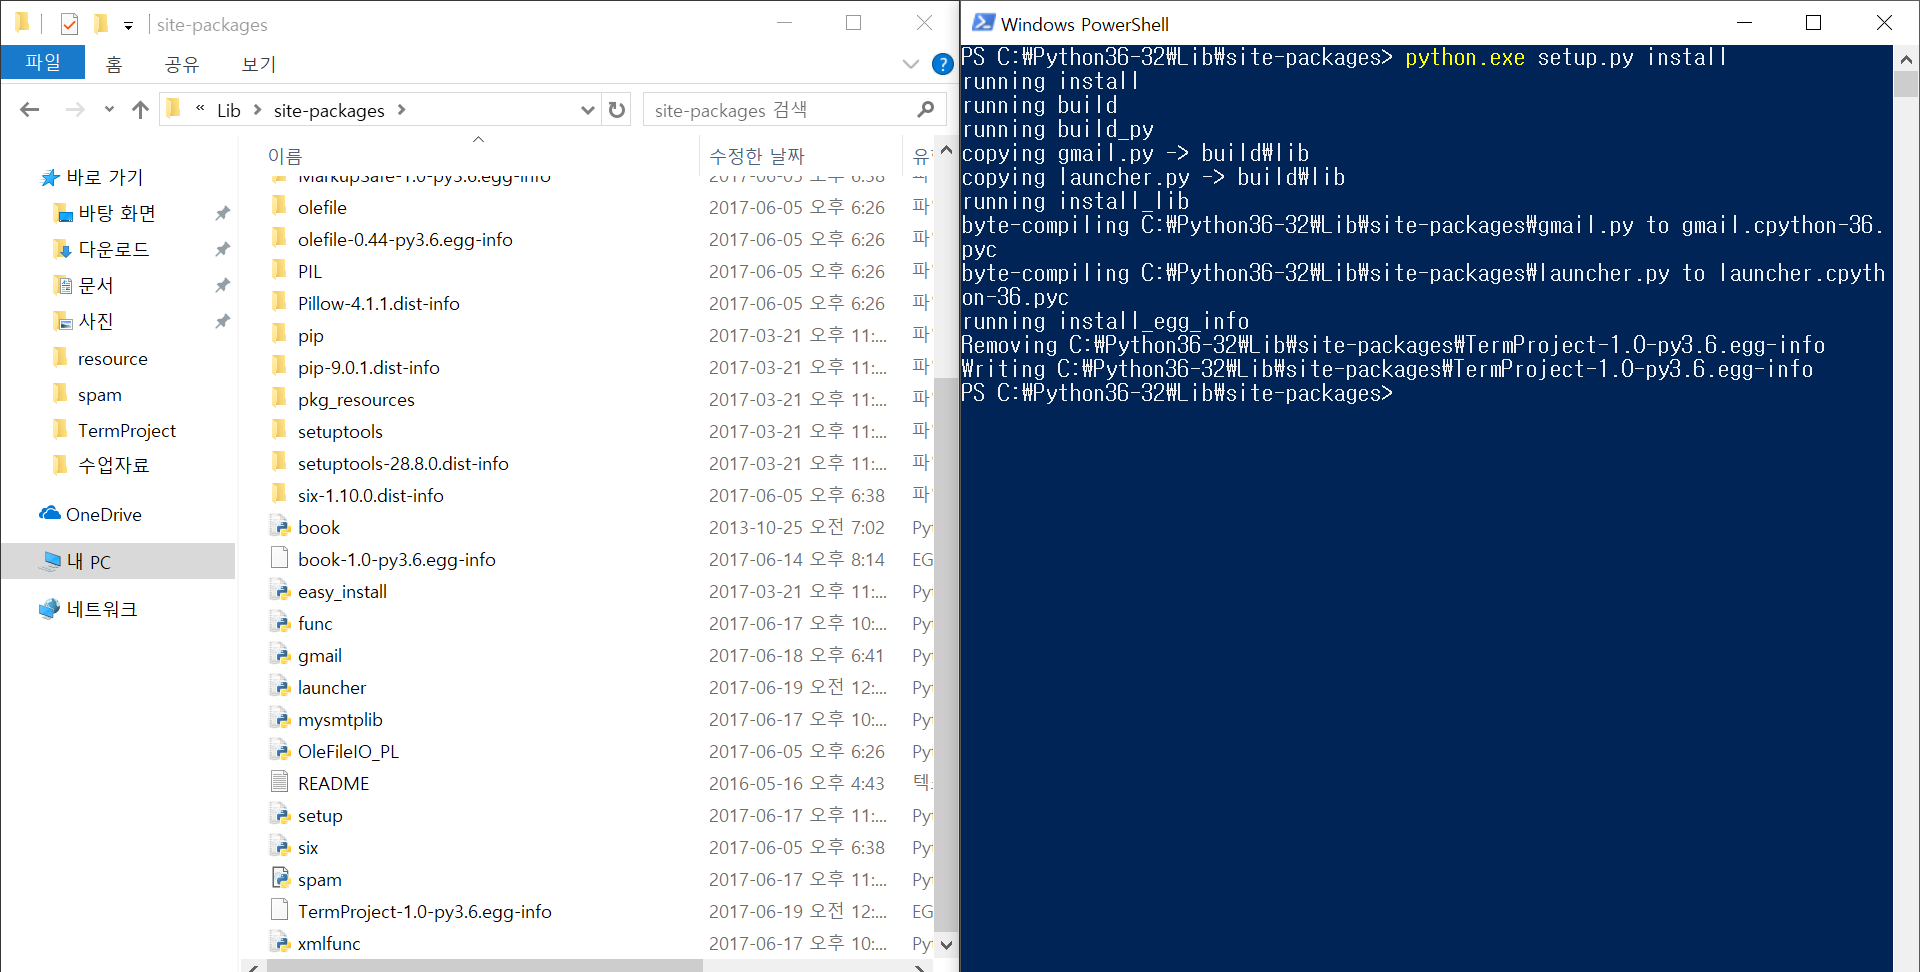 site-packages
파일 홈 공유 보기
« Lib > site-packages >
site-packages 검색
바로 가기
바탕 화면
다운로드
문서
사진
resource
spam
TermProject
수업자료
OneDrive
내 PC
네트워크
이름 수정한 날짜
MarkupSafe-1.0-py3.6.egg-info 2017-06-05 오후 6:38
olefile 2017-06-05 오후 6:26
olefile-0.44-py3.6.egg-info 2017-06-05 오후 6:26
PIL 2017-06-05 오후 6:26
Pillow-4.1.1.dist-info 2017-06-05 오후 6:26
pip 2017-03-21 오후 11:...
pip-9.0.1.dist-info 2017-03-21 오후 11:...
pkg_resources 2017-03-21 오후 11:...
setuptools 2017-03-21 오후 11:...
setuptools-28.8.0.dist-info 2017-03-21 오후 11:...
six-1.10.0.dist-info 2017-06-05 오후 6:38
book 2013-10-25 오전 7:02 Py
book-1.0-py3.6.egg-info 2017-06-14 오후 8:14 EG
easy_install 2017-03-21 오후 11:... Py
func 2017-06-17 오후 10:... Py
gmail 2017-06-18 오후 6:41 Py
launcher 2017-06-19 오전 12:... Py
mysmtplib 2017-06-17 오후 10:... Py
OleFileIO_PL 2017-06-05 오후 6:26 Py
README 2016-05-16 오후 4:43 텍
setup 2017-06-17 오후 11:... Py
six 2017-06-05 오후 6:38 Py
spam 2017-06-17 오후 11:... Py
TermProject-1.0-py3.6.egg-info 2017-06-19 오전 12:... EG
xmlfunc 2017-06-17 오후 10:... Py
Windows PowerShell
PS C:₩Python36-32₩Lib₩site-packages> python.exe setup.py install
running install
running build
running build_py
copying gmail.py -> build₩lib
copying launcher.py -> build₩lib
running install_lib
byte-compiling C:₩Python36-32₩Lib₩site-packages₩gmail.py to gmail.cpython-36.
pyc
byte-compiling C:₩Python36-32₩Lib₩site-packages₩launcher.py to launcher.cpyth
on-36.pyc
running install_egg_info
Removing C:₩Python36-32₩Lib₩site-packages₩TermProject-1.0-py3.6.egg-info
Writing C:₩Python36-32₩Lib₩site-packages₩TermProject-1.0-py3.6.egg-info
PS C:₩Python36-32₩Lib₩site-packages>